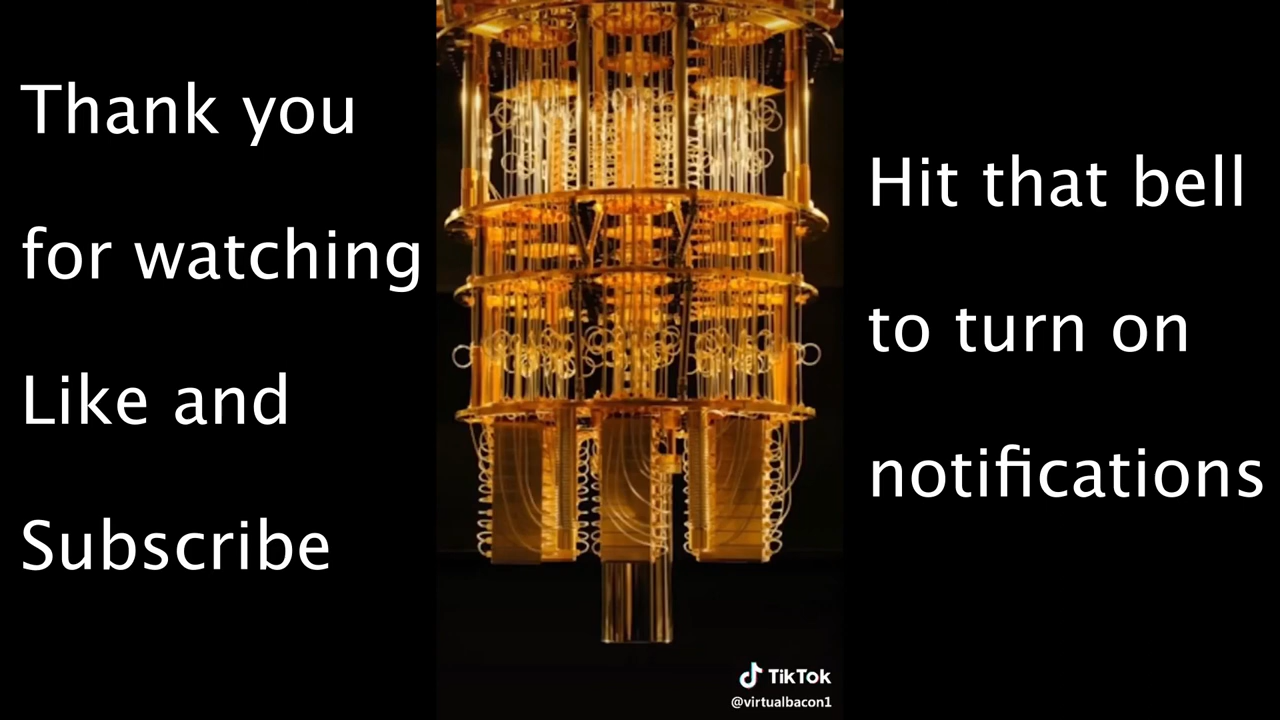 Thank you
for watching
Like and
Subscribe
Hit that bell
to turn on
notifications
TikTok
@virtualbacon1